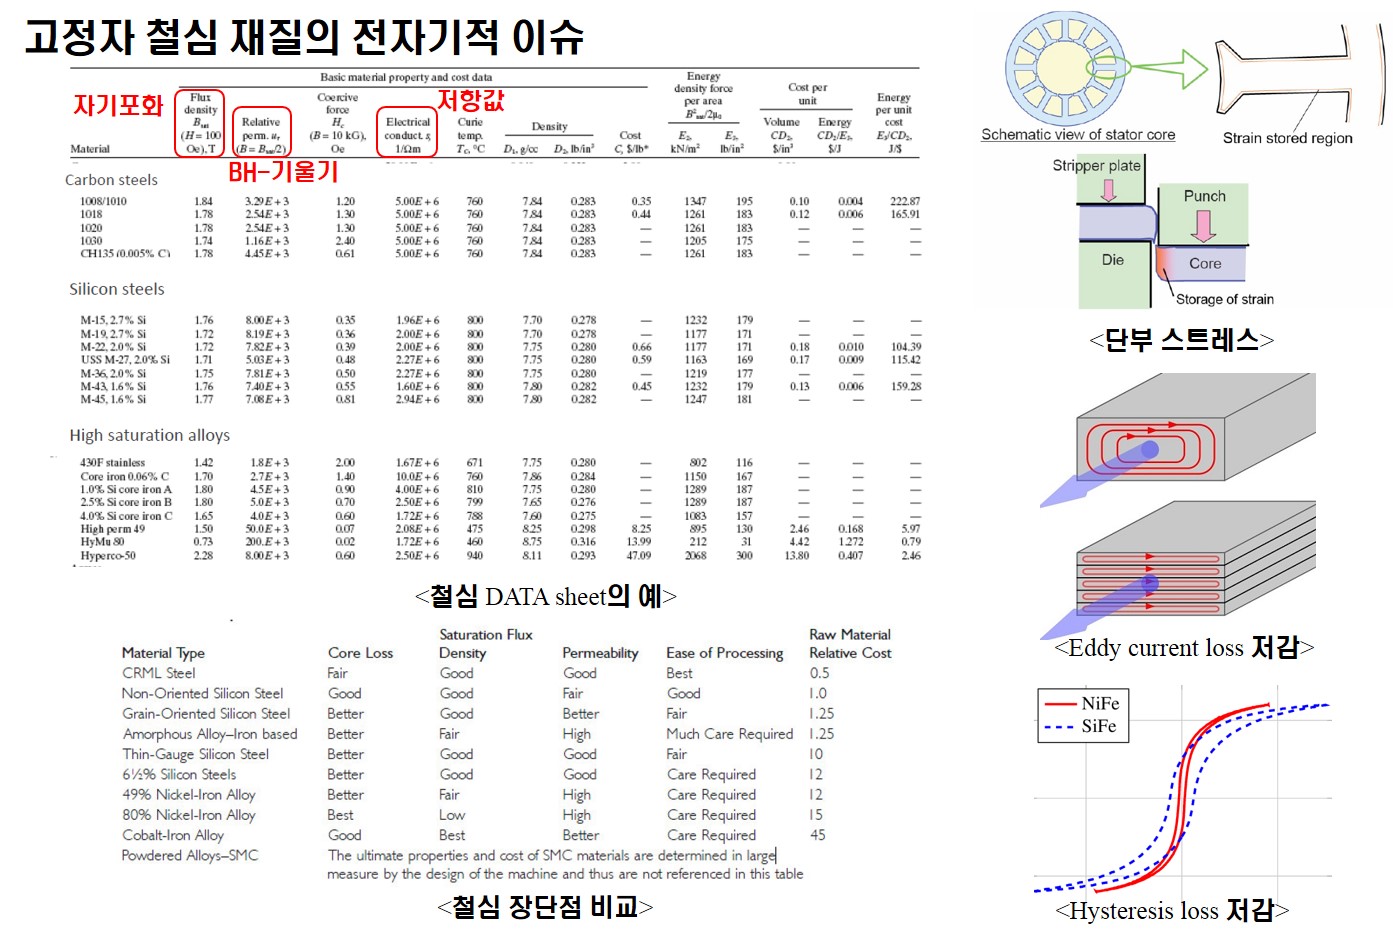 고정자 철심 재질의 전자기적 이슈
Basic material property and cost data
자기포화
BH-기울기
저항값
Material
Flux density Bsat (H = 100 Oe), T
Relative perm. ur (B = Bsat/2)
Coercive force Hc (B = 10 kG), Oe
Electrical conduct. s, 1/Ωm
Curie temp. Tc, °C
Density
D1, g/cc
D2, lb/in³
Cost C, $/lb*
Energy density force per area B²sat/2μ0
E2, kN/m²
E3, lb/in²
Cost per unit
Volume CD2, $/in³
Energy CD2/E3, $/J
Energy per unit cost E3/CD2, J/$
Carbon steels
1008/1010 1.84 3.29E + 3 1.20 5.00E + 6 760 7.84 0.283 0.35 1347 195 0.10 0.004 222.87
1018 1.78 2.54E + 3 1.30 5.00E + 6 760 7.84 0.283 0.44 1261 183 0.12 0.006 165.91
1020 1.78 2.54E + 3 1.30 5.00E + 6 760 7.84 0.283 — 1261 183 — — —
1030 1.74 1.16E + 3 2.40 5.00E + 6 760 7.84 0.283 — 1205 175 — — —
CH135 (0.005% C) 1.78 4.45E + 3 0.61 5.00E + 6 760 7.84 0.283 — 1261 183 — — —
Silicon steels
M-15, 2.7% Si 1.76 8.00E + 3 0.35 1.96E + 6 800 7.70 0.278 — 1232 179 — — —
M-19, 2.7% Si 1.72 8.19E + 3 0.36 2.00E + 6 800 7.70 0.278 — 1177 171 — — —
M-22, 2.0% Si 1.72 7.82E + 3 0.39 2.00E + 6 800 7.75 0.280 0.66 1177 171 0.18 0.010 104.39
USS M-27, 2.0% Si 1.71 5.03E + 3 0.48 2.27E + 6 800 7.75 0.280 0.59 1163 169 0.17 0.009 115.42
M-36, 2.0% Si 1.75 7.81E + 3 0.50 2.27E + 6 800 7.75 0.280 — 1219 177 — — —
M-43, 1.6% Si 1.76 7.40E + 3 0.55 1.60E + 6 800 7.80 0.282 0.45 1232 179 0.13 0.006 159.28
M-45, 1.6% Si 1.77 7.08E + 3 0.81 2.94E + 6 800 7.80 0.282 — 1247 181 — — —
High saturation alloys
430F stainless 1.42 1.8E + 3 2.00 1.67E + 6 671 7.75 0.280 — 802 116 — — —
Core iron 0.06% C 1.70 2.7E + 3 1.40 10.0E + 6 760 7.86 0.284 — 1150 167 — — —
1.0% Si core iron A 1.80 4.5E + 3 0.90 4.00E + 6 810 7.75 0.280 — 1289 187 — — —
2.5% Si core iron B 1.80 5.0E + 3 0.70 2.50E + 6 799 7.65 0.276 — 1289 187 — — —
4.0% Si core iron C 1.65 4.0E + 3 0.60 1.72E + 6 788 7.60 0.275 — 1083 157 — — —
High perm 49 1.50 50.0E + 3 0.07 2.08E + 6 475 8.25 0.298 8.25 895 130 2.46 0.168 5.97
HyMu 80 0.73 200.E + 3 0.02 1.72E + 6 460 8.75 0.316 13.99 212 31 4.42 1.272 0.79
Hyperco-50 2.28 8.00E + 3 0.60 2.50E + 6 940 8.11 0.293 47.09 2068 300 13.80 0.407 2.46
<철심 DATA sheet의 예>
Material Type Core Loss Saturation Flux Density Permeability Ease of Processing Raw Material Relative Cost
CRML Steel Fair Good Good Best 0.5
Non-Oriented Silicon Steel Good Good Fair Good 1.0
Grain-Oriented Silicon Steel Better Good Better Fair 1.25
Amorphous Alloy–Iron based Better Fair High Much Care Required 1.25
Thin-Gauge Silicon Steel Better Good Good Fair 10
6½% Silicon Steels Better Good Good Care Required 12
49% Nickel-Iron Alloy Better Fair High Care Required 12
80% Nickel-Iron Alloy Best Low High Care Required 15
Cobalt-Iron Alloy Good Best Better Care Required 45
Powdered Alloys–SMC The ultimate properties and cost of SMC materials are determined in large
measure by the design of the machine and thus are not referenced in this table
<철심 장단점 비교>
Schematic view of stator core
Strain stored region
Stripper plate
Punch
Die
Core
Storage of strain
<단부 스트레스>
<Eddy current loss 저감>
NiFe
SiFe
<Hysteresis loss 저감>